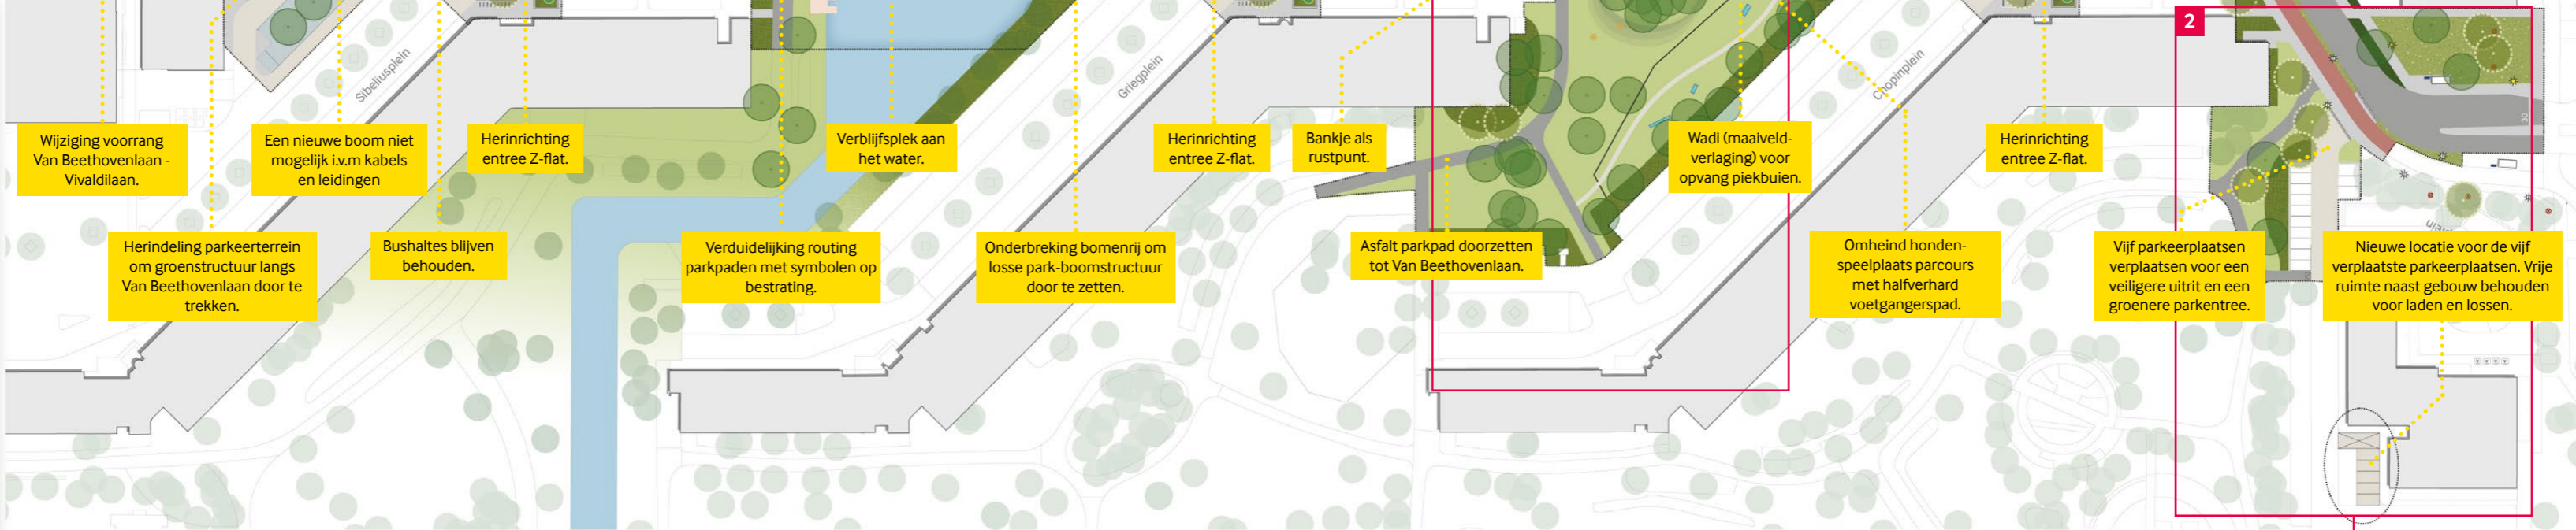 2
Sibeliusplein
Griegplein
Chopinplein
Wijziging voorrang
Van Beethovenlaan -
Vivaldilaan.
Een nieuwe boom niet
mogelijk i.v.m kabels
en leidingen
Herinrichting
entree Z-flat.
Verblijfsplek aan
het water.
Herinrichting
entree Z-flat.
Bankje als
rustpunt.
Wadi (maaiveld-
verlaging) voor
opvang piekbuien.
Herinrichting
entree Z-flat.
Herindeling parkeerterrein
om groenstructuur langs
Van Beethovenlaan door te
trekken.
Bushaltes blijven
behouden.
Verduidelijking routing
parkpaden met symbolen op
bestrating.
Onderbreking bomenrij om
losse park-boomstructuur
door te zetten.
Asfalt parkpad doorzetten
tot Van Beethovenlaan.
Omheind honden-
speelplaats parcours
met halfverhard
voetgangerspad.
Vijf parkeerplaatsen
verplaatsen voor een
veiligere uitrit en een
groenere parkentree.
Nieuwe locatie voor de vijf
verplaatste parkeerplaatsen. Vrije
ruimte naast gebouw behouden
voor laden en lossen.